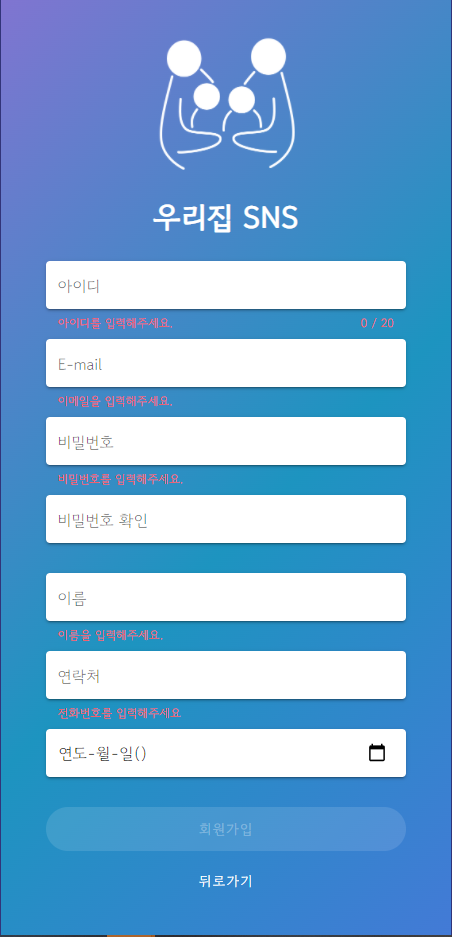 우리집 SNS
아이디
아이디를 입력해주세요. 0 / 20
E-mail
이메일을 입력해주세요.
비밀번호
비밀번호를 입력해주세요.
비밀번호 확인
이름
이름을 입력해주세요.
연락처
전화번호를 입력해주세요
연도-월-일()
회원가입
뒤로가기